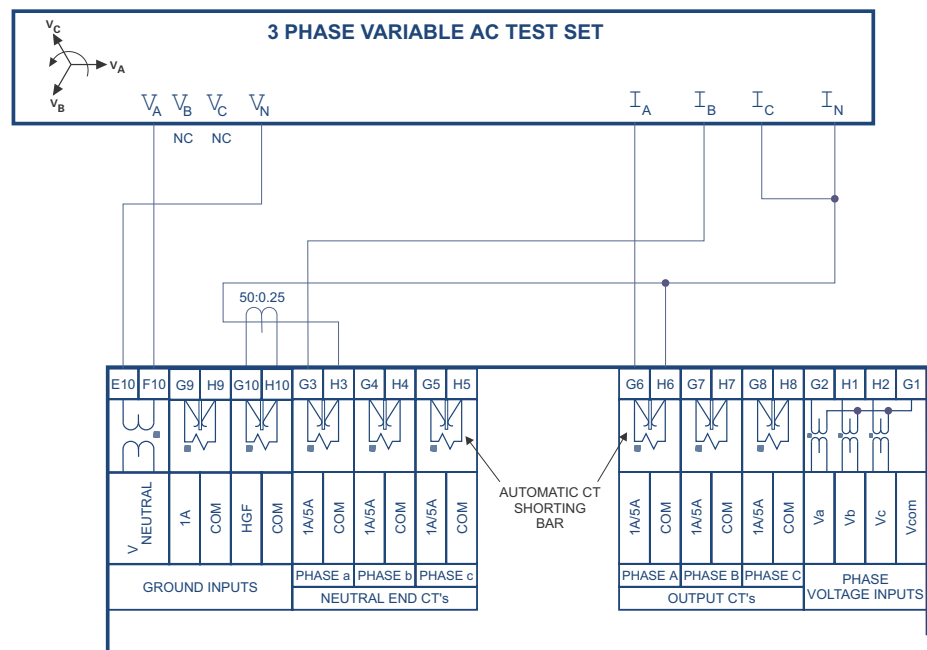 3 PHASE VARIABLE AC TEST SET
VC
VA
VB
VA VB VC VN
NC NC
IA IB IC IN
50:0.25
E10 F10 G9 H9 G10 H10 G3 H3 G4 H4 G5 H5
G6 H6 G7 H7 G8 H8 G2 H1 H2 G1
AUTOMATIC CT
SHORTING
BAR
V NEUTRAL
1A
COM
HGF
COM
1A/5A
COM
1A/5A
COM
1A/5A
COM
1A/5A
COM
1A/5A
COM
1A/5A
COM
Va
Vb
Vc
Vcom
GROUND INPUTS
PHASE a PHASE b PHASE c
NEUTRAL END CT's
PHASE A PHASE B PHASE C
OUTPUT CT's
PHASE
VOLTAGE INPUTS